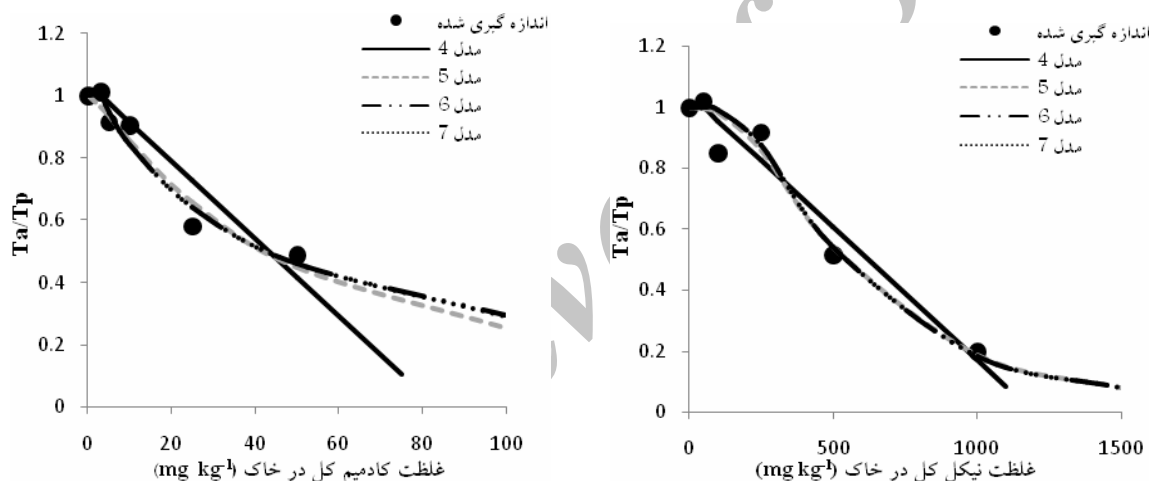 اندازه گیری شده
مدل 4
مدل 5
مدل 6
مدل 7
Ta/Tp
1.2
1
0.8
0.6
0.4
0.2
0
0 20 40 60 80 100
غلظت کادمیم کل در خاک (mg kg-1)
اندازه گیری شده
مدل 4
مدل 5
مدل 6
مدل 7
Ta/Tp
1.2
1
0.8
0.6
0.4
0.2
0
0 500 1000 1500
غلظت نیکل کل در خاک (mg kg-1)